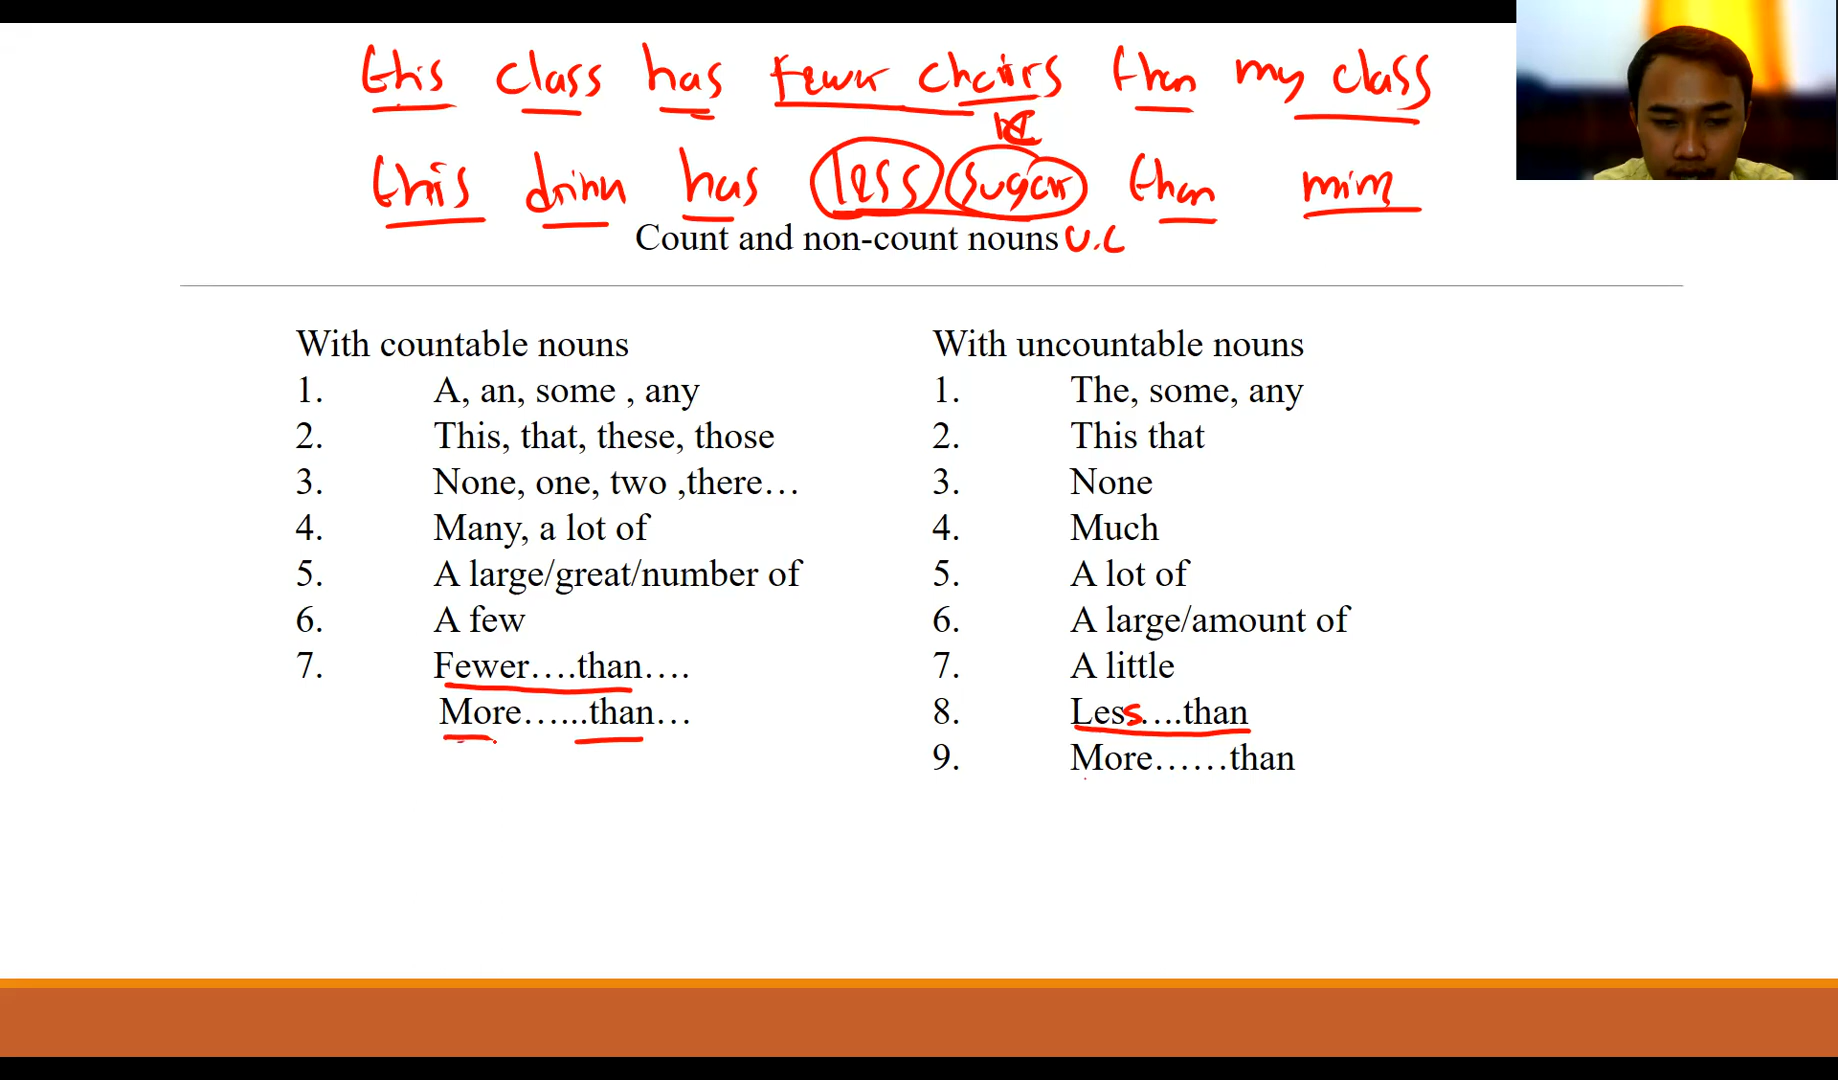 this class has fewer chairs than my class
this drink has less sugar than mine
Count and non-count nouns U.C
With countable nouns
1. A, an, some , any
2. This, that, these, those
3. None, one, two ,there…
4. Many, a lot of
5. A large/great/number of
6. A few
7. Fewer….than….
More…...than…
With uncountable nouns
1. The, some, any
2. This that
3. None
4. Much
5. A lot of
6. A large/amount of
7. A little
8. Less….than
9. More……than